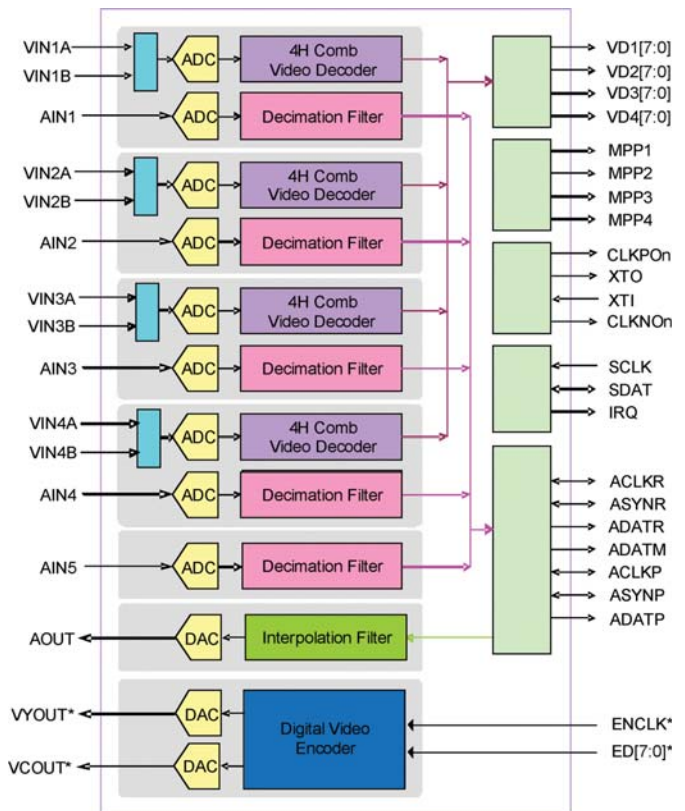 VIN1A
VIN1B
ADC
4H Comb
Video Decoder
AIN1
ADC
Decimation Filter
VIN2A
VIN2B
ADC
4H Comb
Video Decoder
AIN2
ADC
Decimation Filter
VIN3A
VIN3B
ADC
4H Comb
Video Decoder
AIN3
ADC
Decimation Filter
VIN4A
VIN4B
ADC
4H Comb
Video Decoder
AIN4
ADC
Decimation Filter
AIN5
ADC
Decimation Filter
AOUT
DAC
Interpolation Filter
VYOUT*
DAC
Digital Video
Encoder
VCOUT*
DAC
VD1[7:0]
VD2[7:0]
VD3[7:0]
VD4[7:0]
MPP1
MPP2
MPP3
MPP4
CLKPOn
XTO
XTI
CLKNOn
SCLK
SDAT
IRQ
ACLKR
ASYNR
ADATR
ADATM
ACLKP
ASYNP
ADATP
ENCLK*
ED[7:0]*